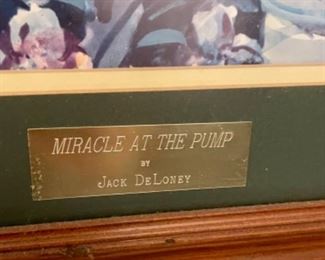 MIRACLE AT THE PUMP
BY
JACK DELONEY